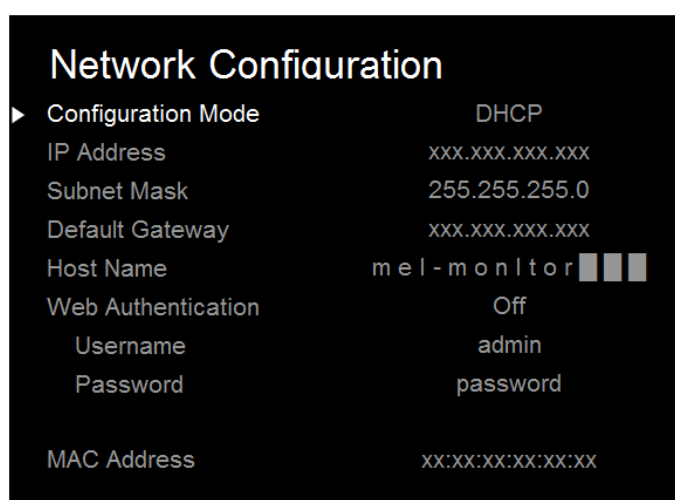 Network Configuration
Configuration Mode DHCP
IP Address xxx.xxx.xxx.xxx
Subnet Mask 255.255.255.0
Default Gateway xxx.xxx.xxx.xxx
Host Name mel-monItor
Web Authentication Off
Username admin
Password password
MAC Address xx:xx:xx:xx:xx:xx